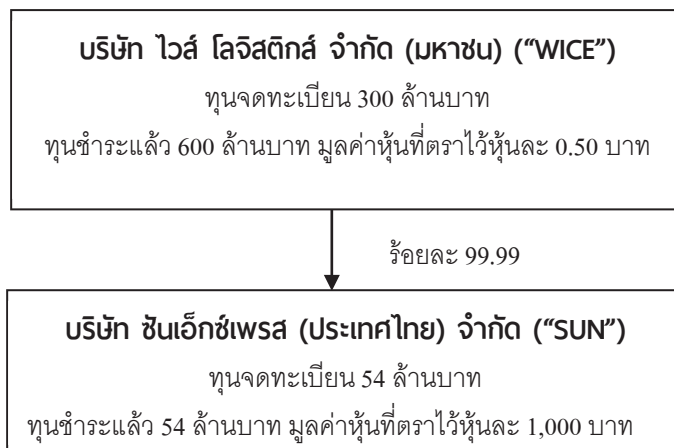 บริษัท ไวส์ โลจิสติกส์ จำกัด (มหาชน) (“WICE”)
ทุนจดทะเบียน 300 ล้านบาท
ทุนชำระแล้ว 600 ล้านบาท มูลค่าหุ้นที่ตราไว้หุ้นละ 0.50 บาท
ร้อยละ 99.99
บริษัท ซันเอ็กซ์เพรส (ประเทศไทย) จำกัด (“SUN”)
ทุนจดทะเบียน 54 ล้านบาท
ทุนชำระแล้ว 54 ล้านบาท มูลค่าหุ้นที่ตราไว้หุ้นละ 1,000 บาท